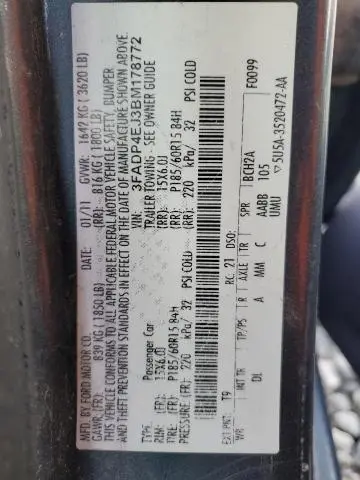 MFD. BY FORD MOTOR CO.
DATE: 01/11 GVWR: 1642 KG ( 3620 LB)
GAWR:(FR): 839 KG (1850 LB) (RR): 816 KG ( 1800 LB)
THIS VEHICLE CONFORMS TO ALL APPLICABLE FEDERAL MOTOR VEHICLE SAFETY, BUMPER
AND THEFT PREVENTION STANDARDS IN EFFECT ON THE DATE OF MANUFACTURE SHOWN ABOVE
VIN: 3FADP4EJ3BM178772
TYPE: Passenger Car TRAILER TOWING - SEE OWNER GUIDE
RIM: (FR): 15X6.0J (RR): 15X6.0J
TIRE: (FR): P185/60R15 84H (RR): P185/60R15 84H
PRESSURE (FR): 220 kPa/ 32 PSI COLD (RR): 220 kPa/ 32 PSI COLD
EXT PNT: T9 RC: 21 DSO: F0099
WB INT TR TP/PS R AXLE TR SPR BCH2A
DL 4 MM C AABB 105
UMU
▽5U5A-3520472-AA